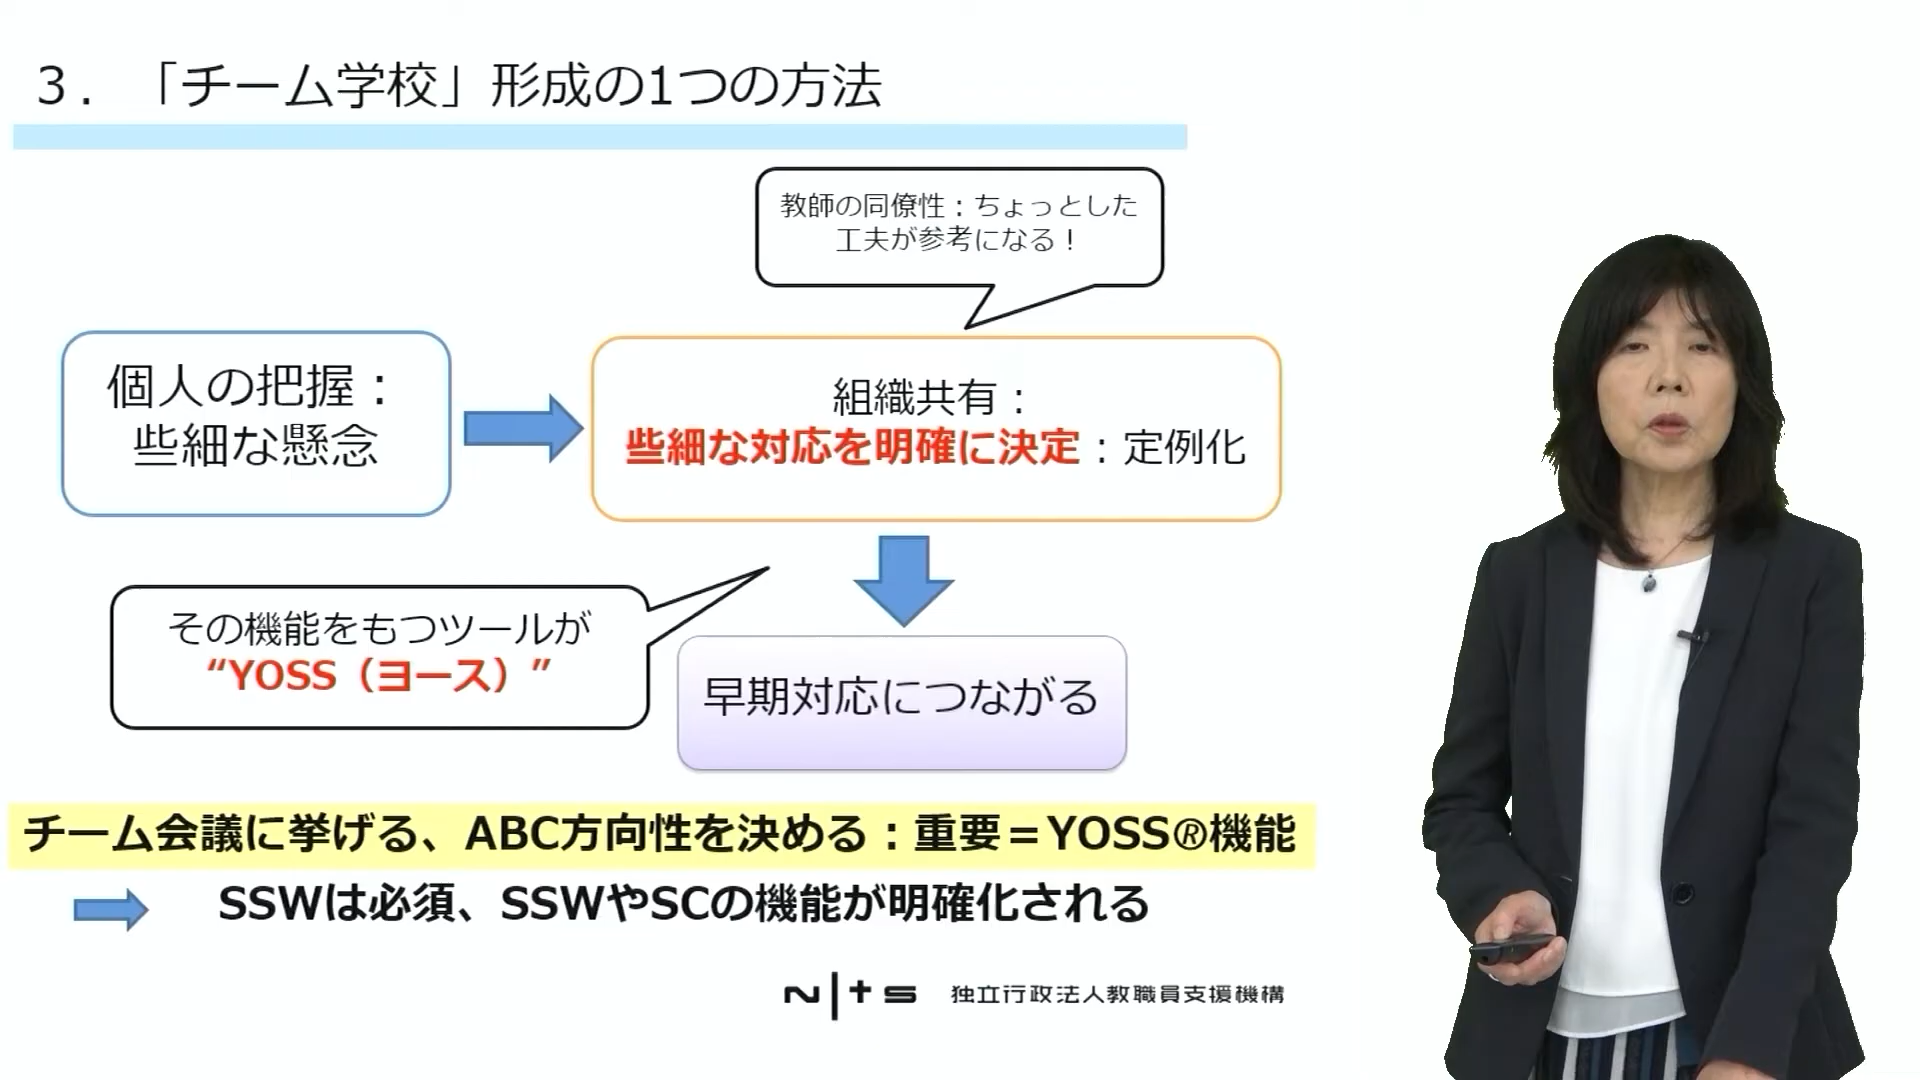 ３．「チーム学校」形成の1つの方法
教師の同僚性：ちょっとした
工夫が参考になる！
個人の把握：
些細な懸念
組織共有：
些細な対応を明確に決定：定例化
その機能をもつツールが
“YOSS（ヨース）”
早期対応につながる
チーム会議に挙げる、ABC方向性を決める：重要＝YOSS®機能
SSWは必須、SSWやSCの機能が明確化される
N|ts 独立行政法人教職員支援機構